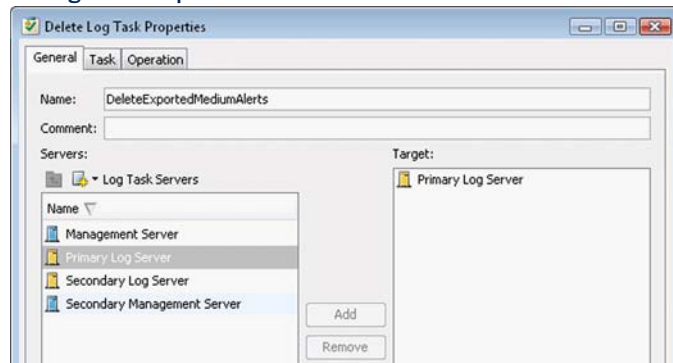 Delete Log Task Properties
General Task Operation
Name: DeleteExportedMediumAlerts
Comment:
Servers: Target:
Log Task Servers Primary Log Server
Name
Management Server
Primary Log Server
Secondary Log Server
Secondary Management Server
Add
Remove